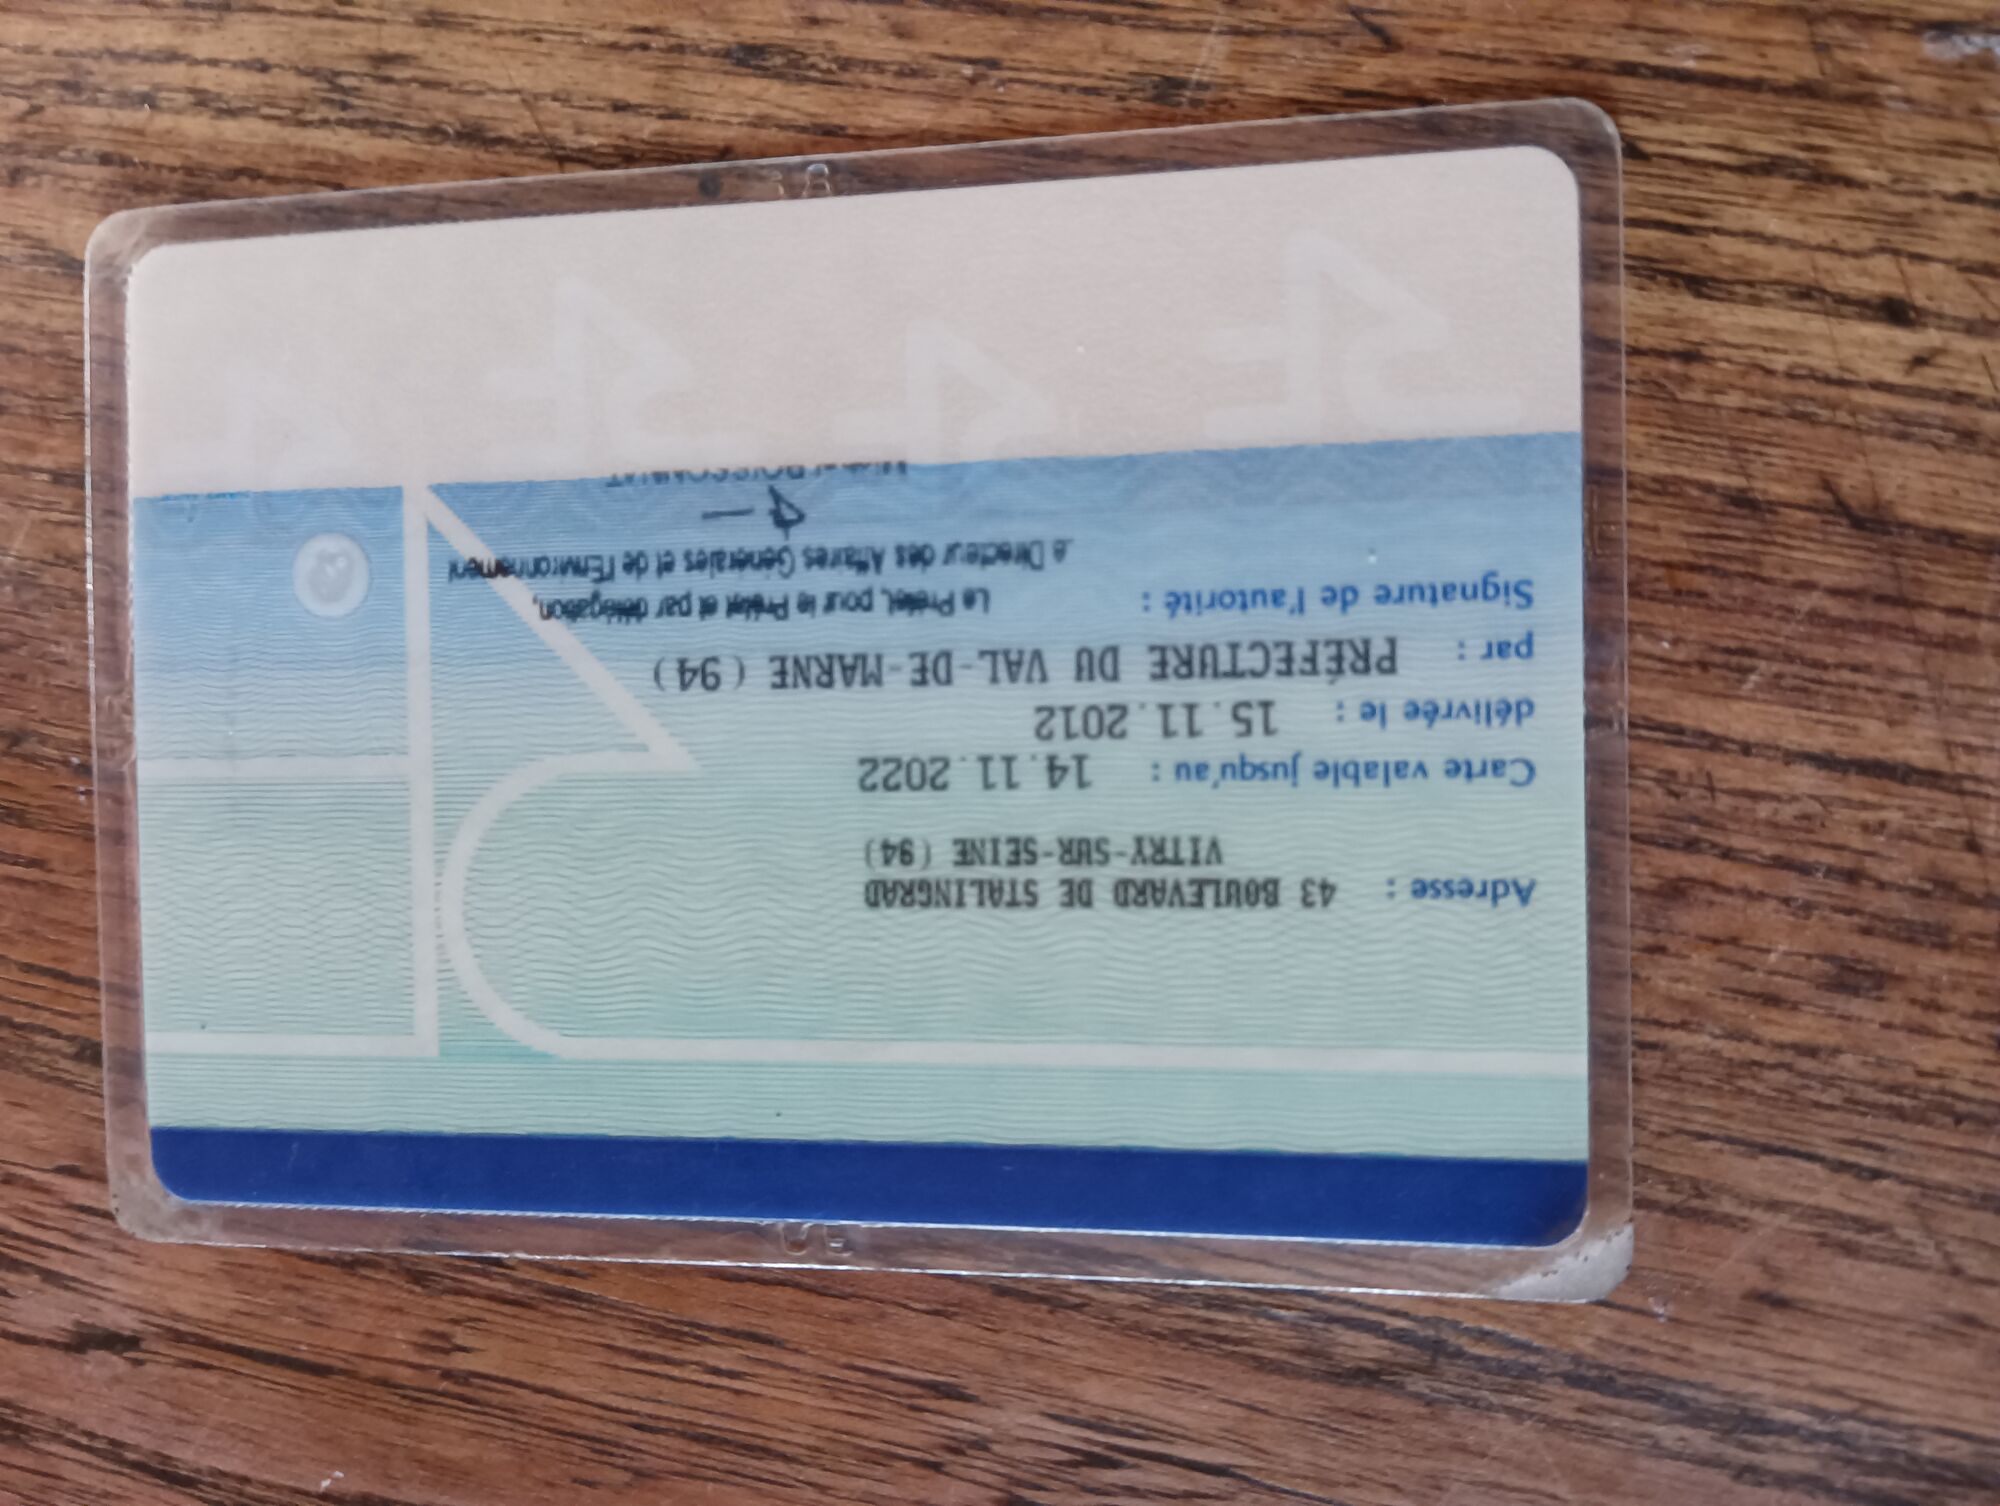 Adresse : 43 BOULEVARD DE STALINGRAD
VITRY-SUR-SEINE (94)
Carte valable jusqu'au : 14.11.2022
délivrée le : 15.11.2012
par : PRÉFECTURE DU VAL-DE-MARNE (94)
Signature de l'autorité : Le Préfet, pour le Préfet et par délégation,
Le Directeur des Affaires Générales et de l'Environnement